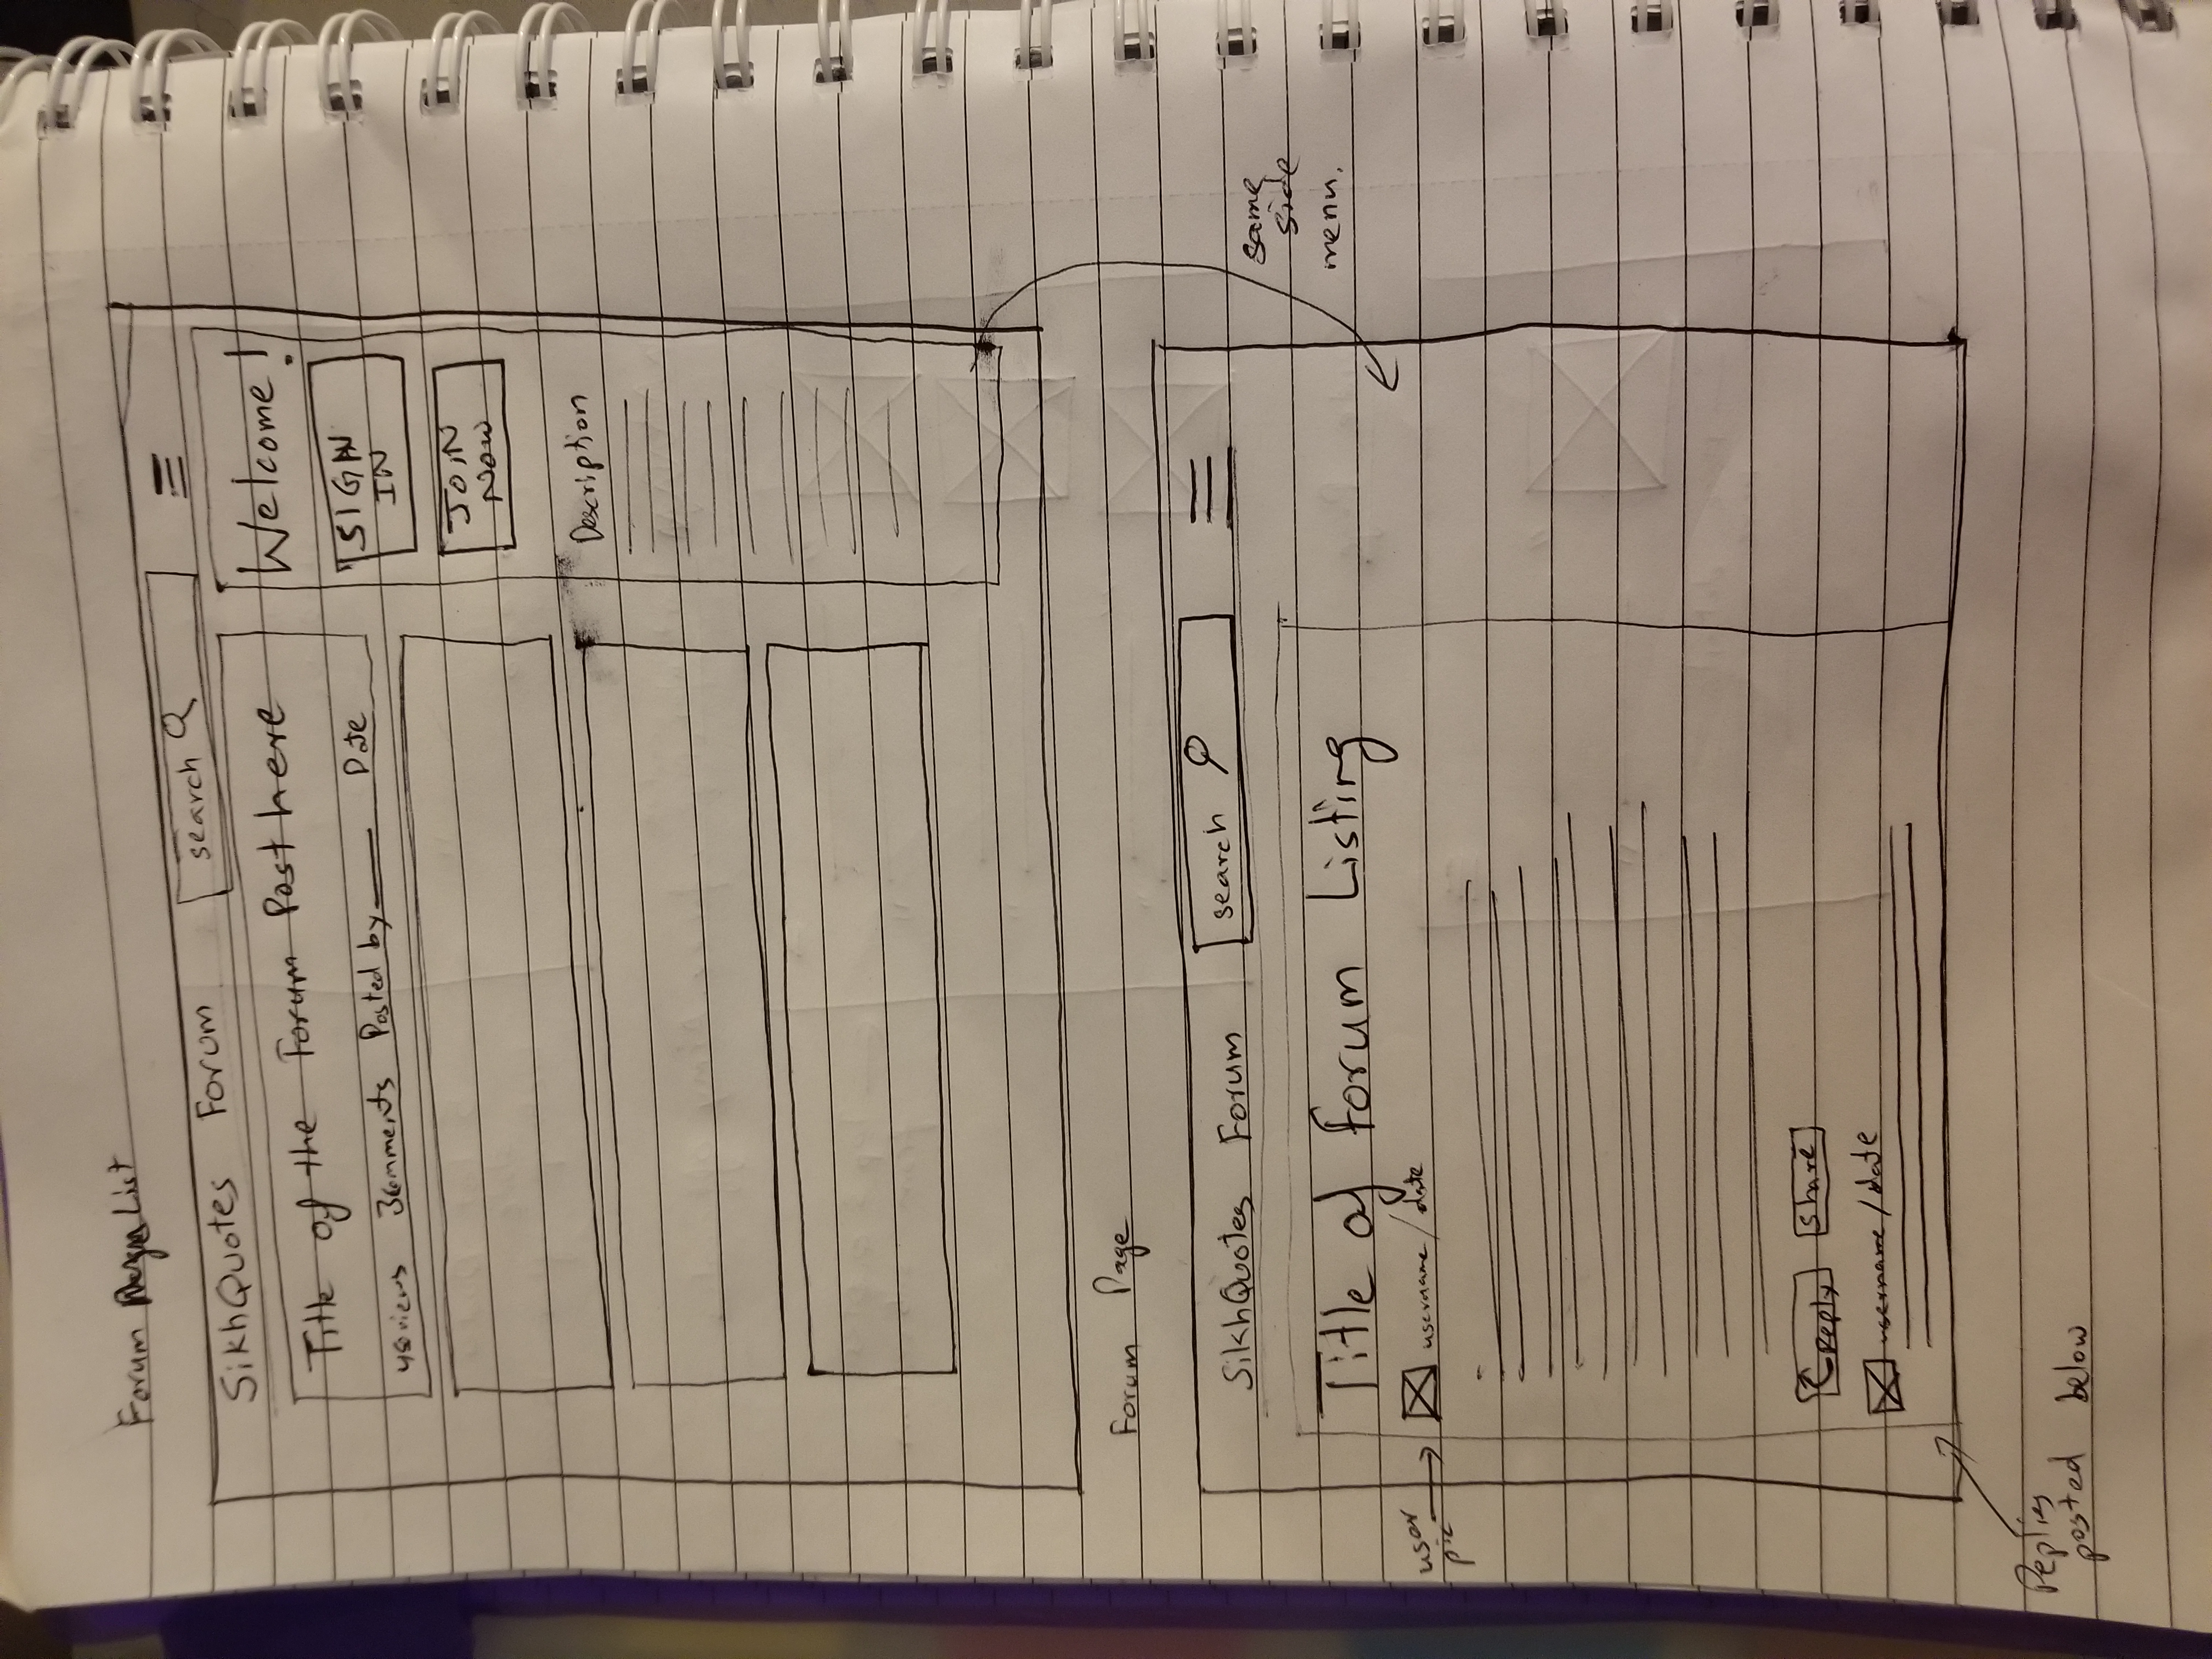 Forum List
SikhQuotes Forum search
Title of the Forum Post here
views 3 comments Posted by Date
Welcome!
SIGN
IN
JOIN
NOW
Description
Forum Page
SikhQuotes Forum search
same
side
menu.
Title of Forum Listing
user
pic
username/date
Reply Share
username/date
Replies
posted below